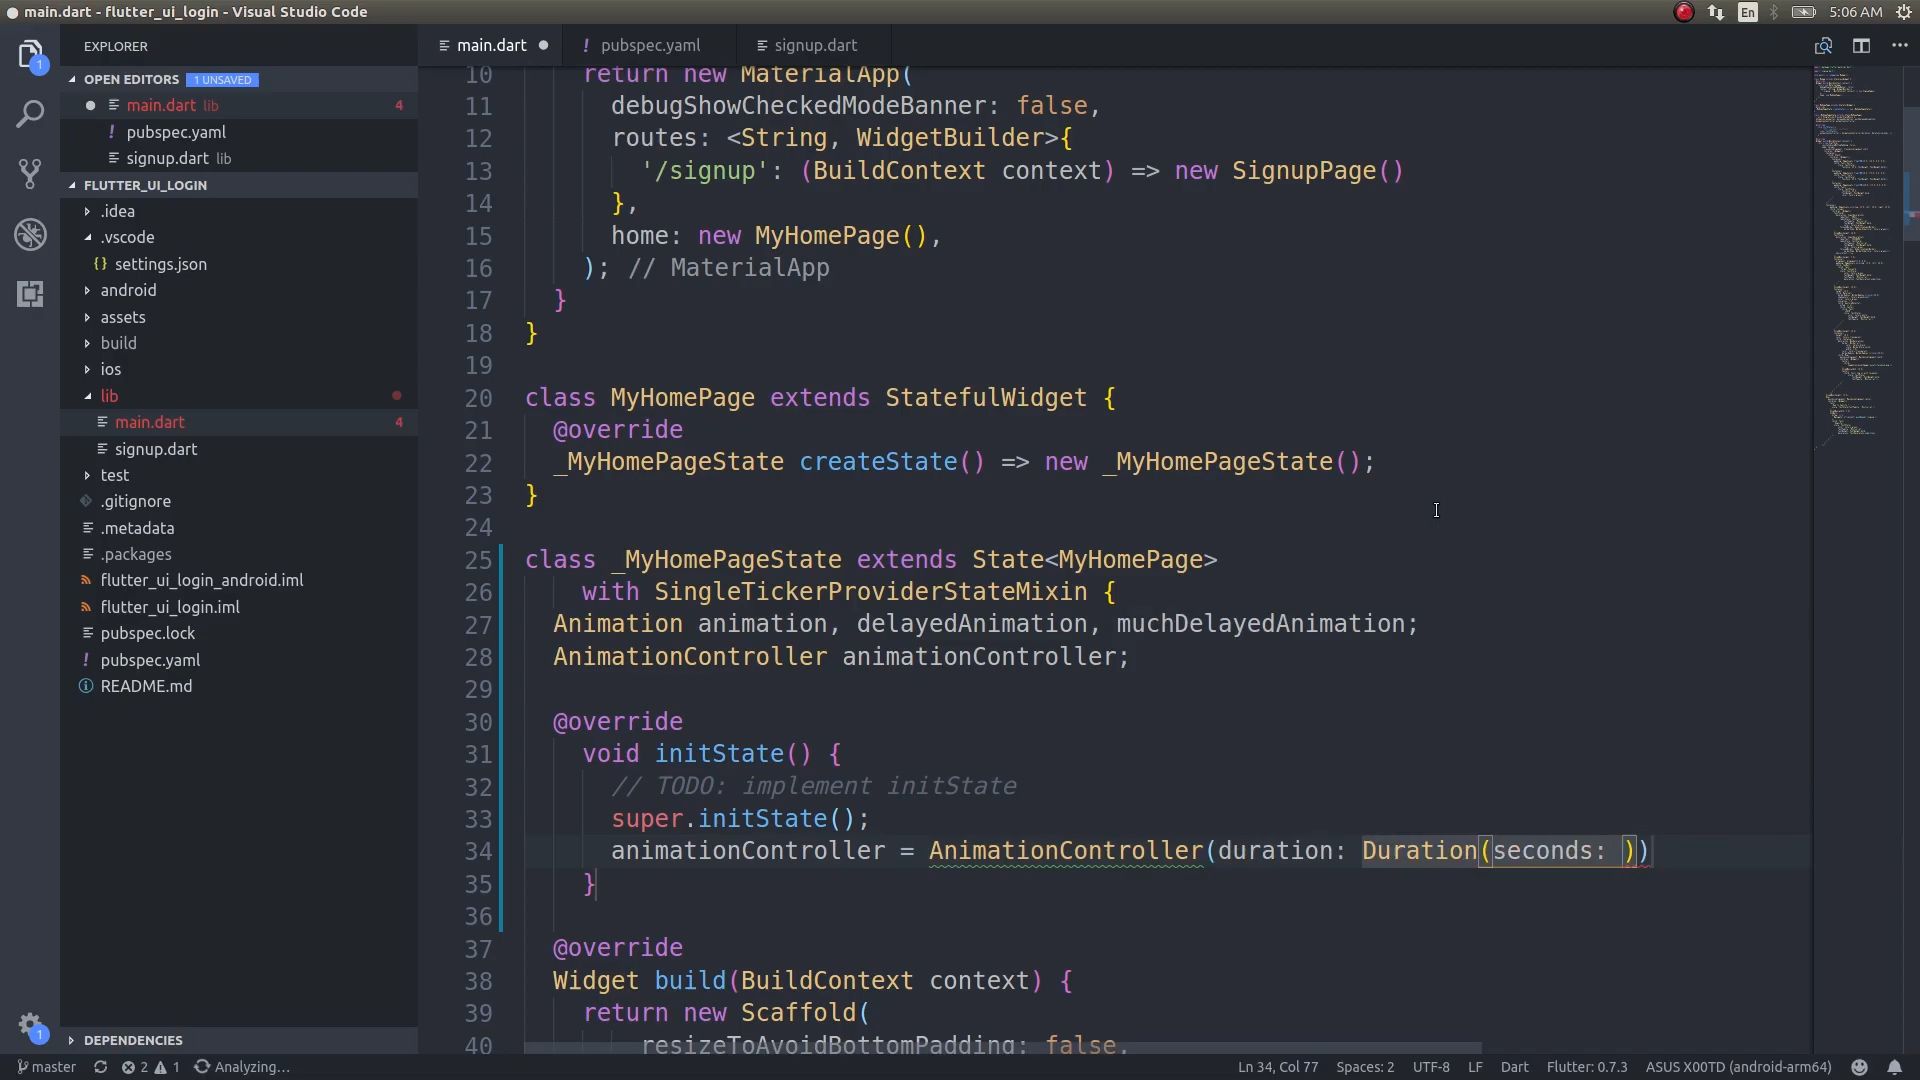 main.dart - flutter_ui_login - Visual Studio Code
En
5:06 AM
EXPLORER
OPEN EDITORS 1 UNSAVED
main.dart lib 4
pubspec.yaml
signup.dart lib
FLUTTER_UI_LOGIN
.idea
.vscode
settings.json
android
assets
build
ios
lib
main.dart 4
signup.dart
test
.gitignore
.metadata
.packages
flutter_ui_login_android.iml
flutter_ui_login.iml
pubspec.lock
pubspec.yaml
README.md
DEPENDENCIES
1
1
main.dart
pubspec.yaml
signup.dart
10 return new MaterialApp(
11 debugShowCheckedModeBanner: false,
12 routes: <String, WidgetBuilder>{
13 '/signup': (BuildContext context) => new SignupPage()
14 },
15 home: new MyHomePage(),
16 ); // MaterialApp
17 }
18 }
19
20 class MyHomePage extends StatefulWidget {
21 @override
22 _MyHomePageState createState() => new _MyHomePageState();
23 }
24
25 class _MyHomePageState extends State<MyHomePage>
26 with SingleTickerProviderStateMixin {
27 Animation animation, delayedAnimation, muchDelayedAnimation;
28 AnimationController animationController;
29
30 @override
31 void initState() {
32 // TODO: implement initState
33 super.initState();
34 animationController = AnimationController(duration: Duration(seconds: ))
35 }
36
37 @override
38 Widget build(BuildContext context) {
39 return new Scaffold(
40 resizeToAvoidBottomPadding: false,
master 2 1 Analyzing... Ln 34, Col 77 Spaces: 2 UTF-8 LF Dart Flutter: 0.7.3 ASUS X00TD (android-arm64)